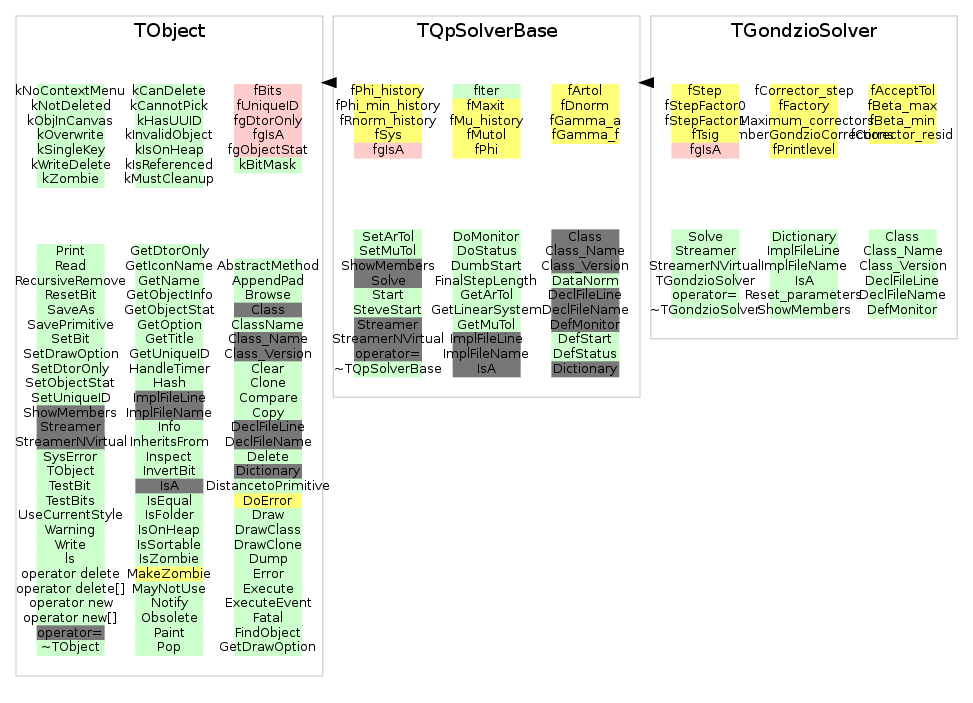 TObject
kNoContextMenu
kNotDeleted
kObjInCanvas
kOverwrite
kSingleKey
kWriteDelete
kZombie
kCanDelete
kCannotPick
kHasUUID
kInvalidObject
kIsOnHeap
kIsReferenced
kMustCleanup
fBits
fUniqueID
fgDtorOnly
fgIsA
fgObjectStat
kBitMask
Print
Read
RecursiveRemove
ResetBit
SaveAs
SavePrimitive
SetBit
SetDrawOption
SetDtorOnly
SetObjectStat
SetUniqueID
ShowMembers
Streamer
StreamerNVirtual
SysError
TObject
TestBit
TestBits
UseCurrentStyle
Warning
Write
ls
operator delete
operator delete[]
operator new
operator new[]
operator=
~TObject
GetDtorOnly
GetIconName
GetName
GetObjectInfo
GetObjectStat
GetOption
GetTitle
GetUniqueID
HandleTimer
Hash
ImplFileLine
ImplFileName
Info
InheritsFrom
Inspect
InvertBit
IsA
IsEqual
IsFolder
IsOnHeap
IsSortable
IsZombie
MakeZombie
MayNotUse
Notify
Obsolete
Paint
Pop
AbstractMethod
AppendPad
Browse
Class
ClassName
Class_Name
Class_Version
Clear
Clone
Compare
Copy
DeclFileLine
DeclFileName
Delete
Dictionary
DistancetoPrimitive
DoError
Draw
DrawClass
DrawClone
Dump
Error
Execute
ExecuteEvent
Fatal
FindObject
GetDrawOption
TQpSolverBase
fPhi_history
fPhi_min_history
fRnorm_history
fSys
fgIsA
fIter
fMaxit
fMu_history
fMutol
fPhi
fArtol
fDnorm
fGamma_a
fGamma_f
SetArTol
SetMuTol
ShowMembers
Solve
Start
SteveStart
Streamer
StreamerNVirtual
operator=
~TQpSolverBase
DoMonitor
DoStatus
DumbStart
FinalStepLength
GetArTol
GetLinearSystem
GetMuTol
ImplFileLine
ImplFileName
IsA
Class
Class_Name
Class_Version
DataNorm
DeclFileLine
DeclFileName
DefMonitor
DefStart
DefStatus
Dictionary
TGondzioSolver
fStep
fStepFactor0
fStepFactor1
fTsig
fgIsA
fCorrector_step
fFactory
Maximum_correctors
mberGondzioCorrections
fPrintlevel
fAcceptTol
fBeta_max
fBeta_min
fCorrector_resid
Solve
Streamer
StreamerNVirtual
TGondzioSolver
operator=
~TGondzioSolver
Dictionary
ImplFileLine
ImplFileName
IsA
Reset_parameters
ShowMembers
Class
Class_Name
Class_Version
DeclFileLine
DeclFileName
DefMonitor